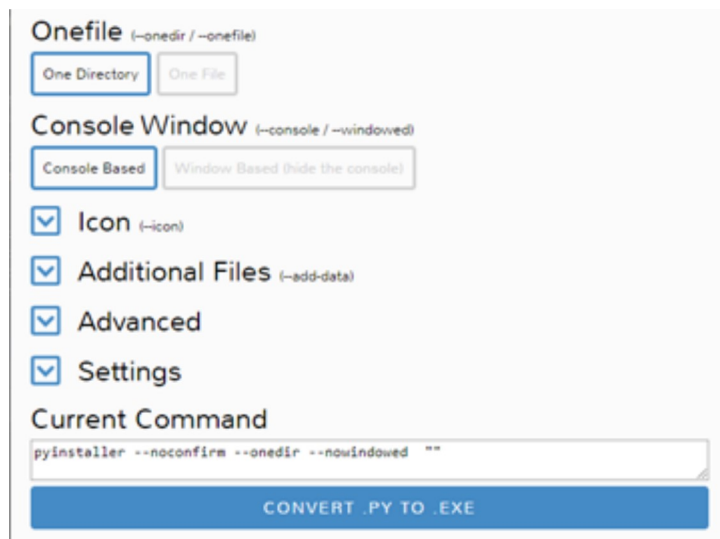 Onefile (--onedir / --onefile)
One Directory One File
Console Window (--console / --windowed)
Console Based Window Based (hide the console)
Icon (--icon)
Additional Files (--add-data)
Advanced
Settings
Current Command
pyinstaller --noconfirm --onedir --nowindowed ""
CONVERT .PY TO .EXE